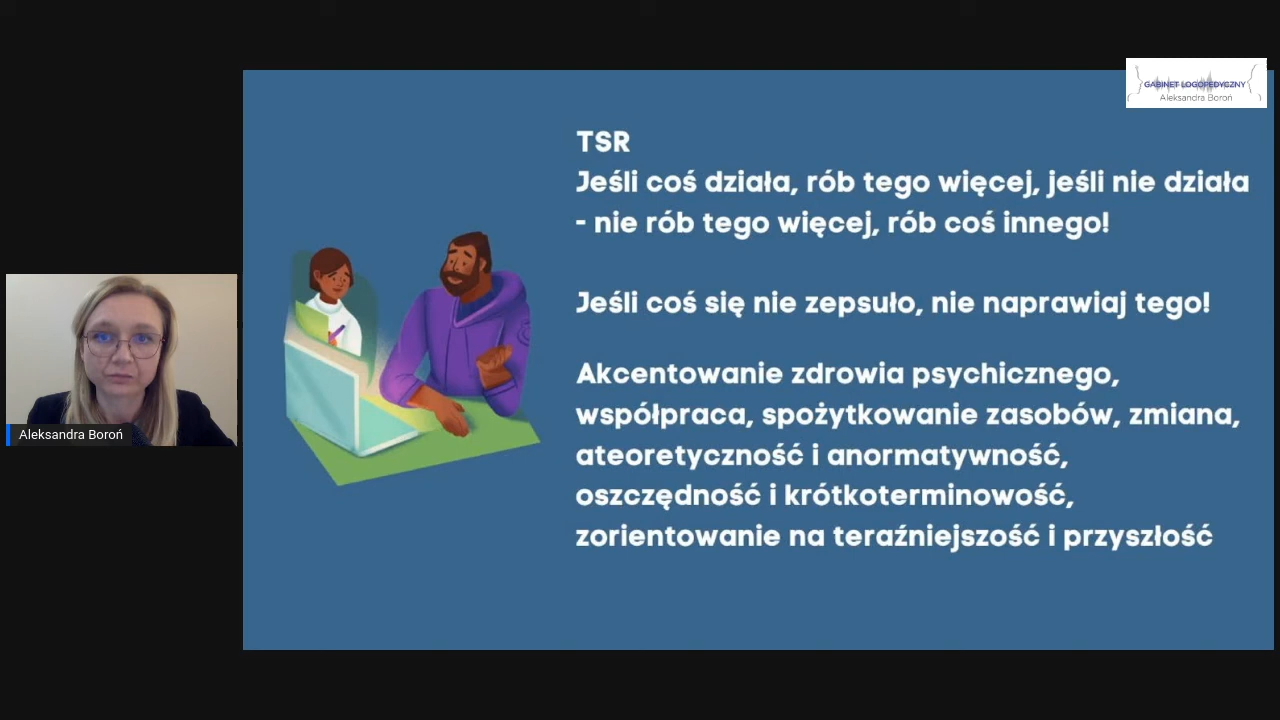 GABINET LOGOPEDYCZNY
Aleksandra Boroń
TSR
Jeśli coś działa, rób tego więcej, jeśli nie działa
- nie rób tego więcej, rób coś innego!
Jeśli coś się nie zepsuło, nie naprawiaj tego!
Akcentowanie zdrowia psychicznego,
współpraca, spożytkowanie zasobów, zmiana,
ateoretyczność i anormatywność,
oszczędność i krótkoterminowość,
zorientowanie na teraźniejszość i przyszłość
Aleksandra Boroń